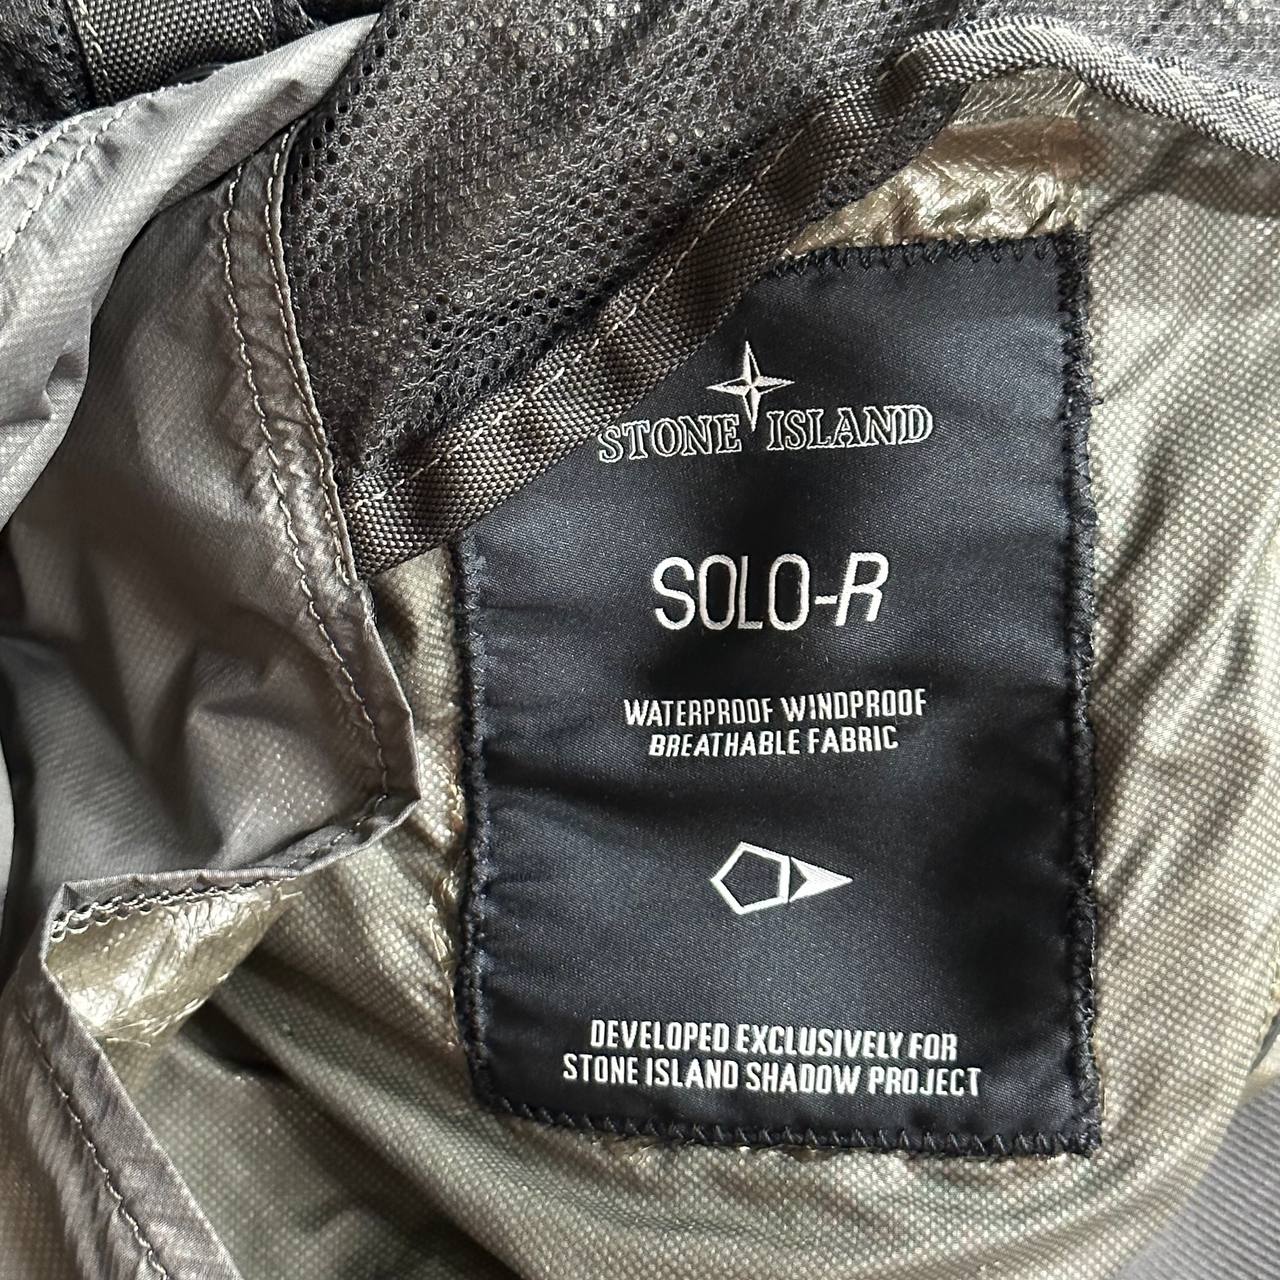 STONE ISLAND
SOLO-R
WATERPROOF WINDPROOF
BREATHABLE FABRIC
DEVELOPED EXCLUSIVELY FOR
STONE ISLAND SHADOW PROJECT